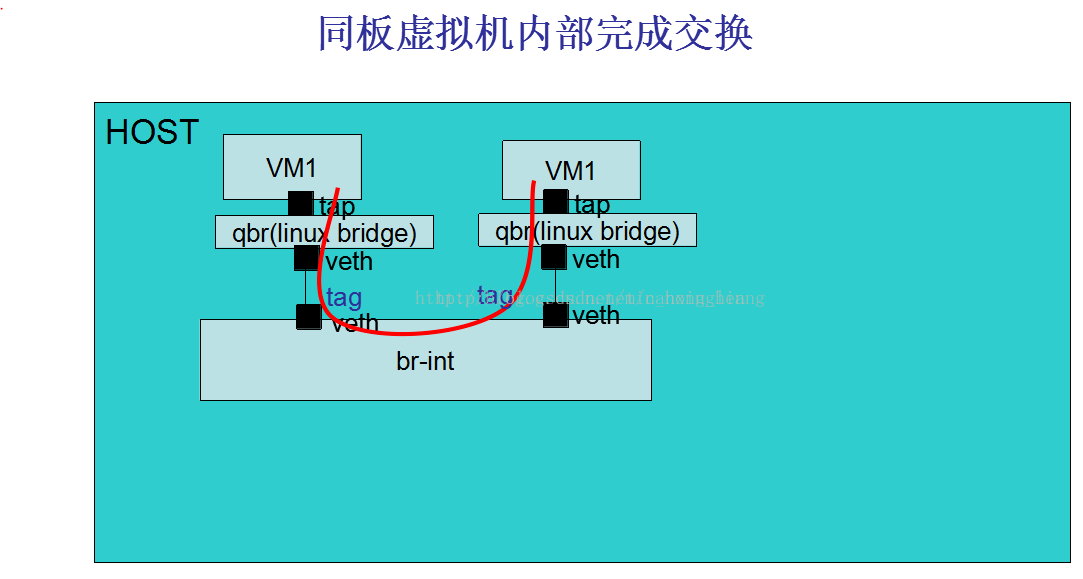 同板虚拟机内部完成交换
HOST
VM1
VM1
tap
tap
qbr(linux bridge)
qbr(linux bridge)
veth
veth
tag
tag
veth
veth
br-int